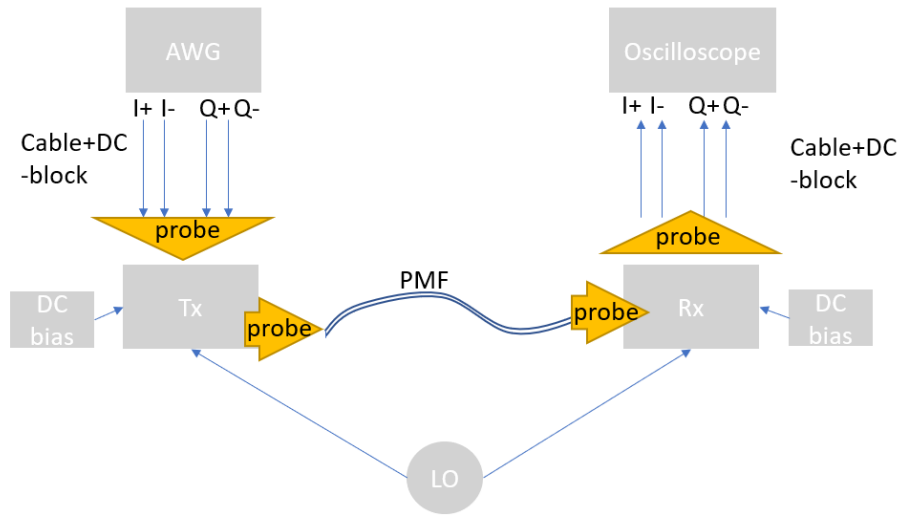 AWG
Oscilloscope
I+ I- Q+ Q-
I+ I- Q+ Q-
Cable+DC
-block
Cable+DC
-block
probe
probe
PMF
DC
bias
Tx
probe
probe
Rx
DC
bias
LO